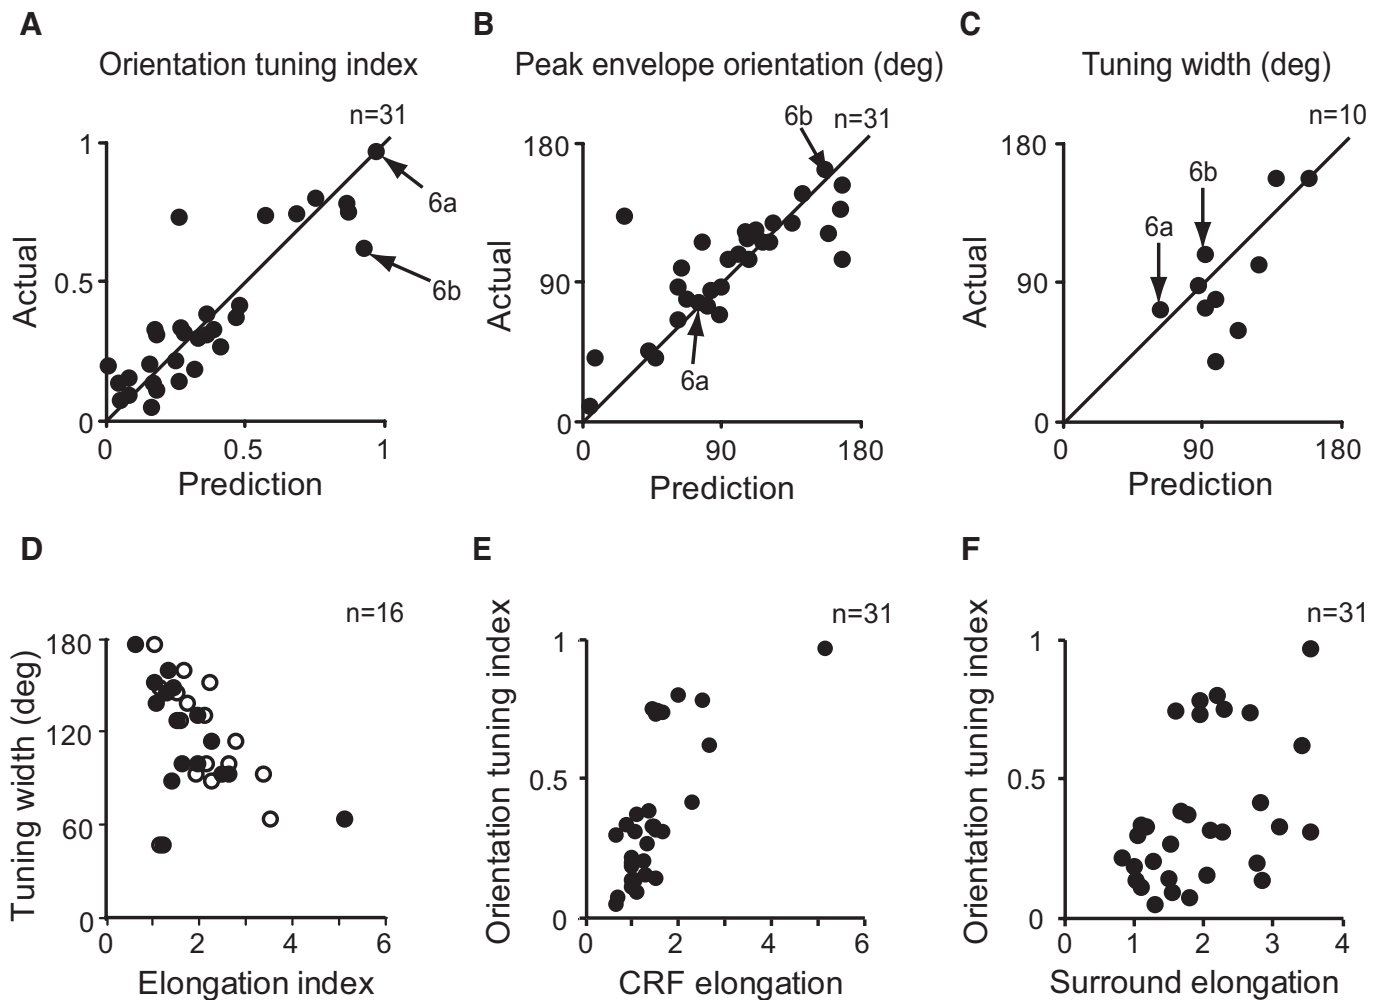 A
Orientation tuning index
n=31
Actual
1
0.5
0
6a
6b
0 0.5 1
Prediction
B
Peak envelope orientation (deg)
6b n=31
Actual
180
90
0
6a
0 90 180
Prediction
C
Tuning width (deg)
n=10
Actual
180
90
0
6b
6a
0 90 180
Prediction
D
n=16
Tuning width (deg)
180
120
60
0
0 2 4 6
Elongation index
E
n=31
Orientation tuning index
1
0.5
0
0 2 4 6
CRF elongation
F
n=31
Orientation tuning index
1
0.5
0
0 1 2 3 4
Surround elongation